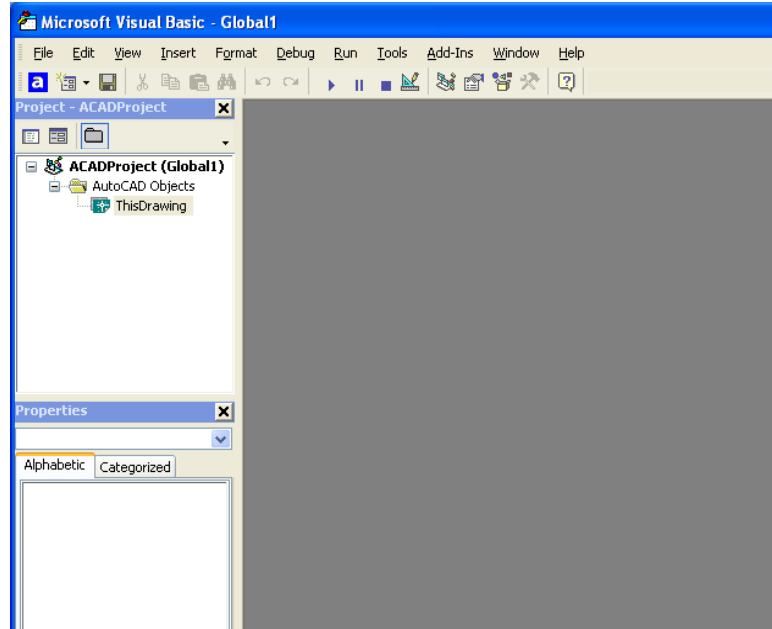 Microsoft Visual Basic - Global1
File Edit View Insert Format Debug Run Tools Add-Ins Window Help
a
Project - ACADProject
ACADProject (Global1)
AutoCAD Objects
ThisDrawing
Properties
Alphabetic Categorized